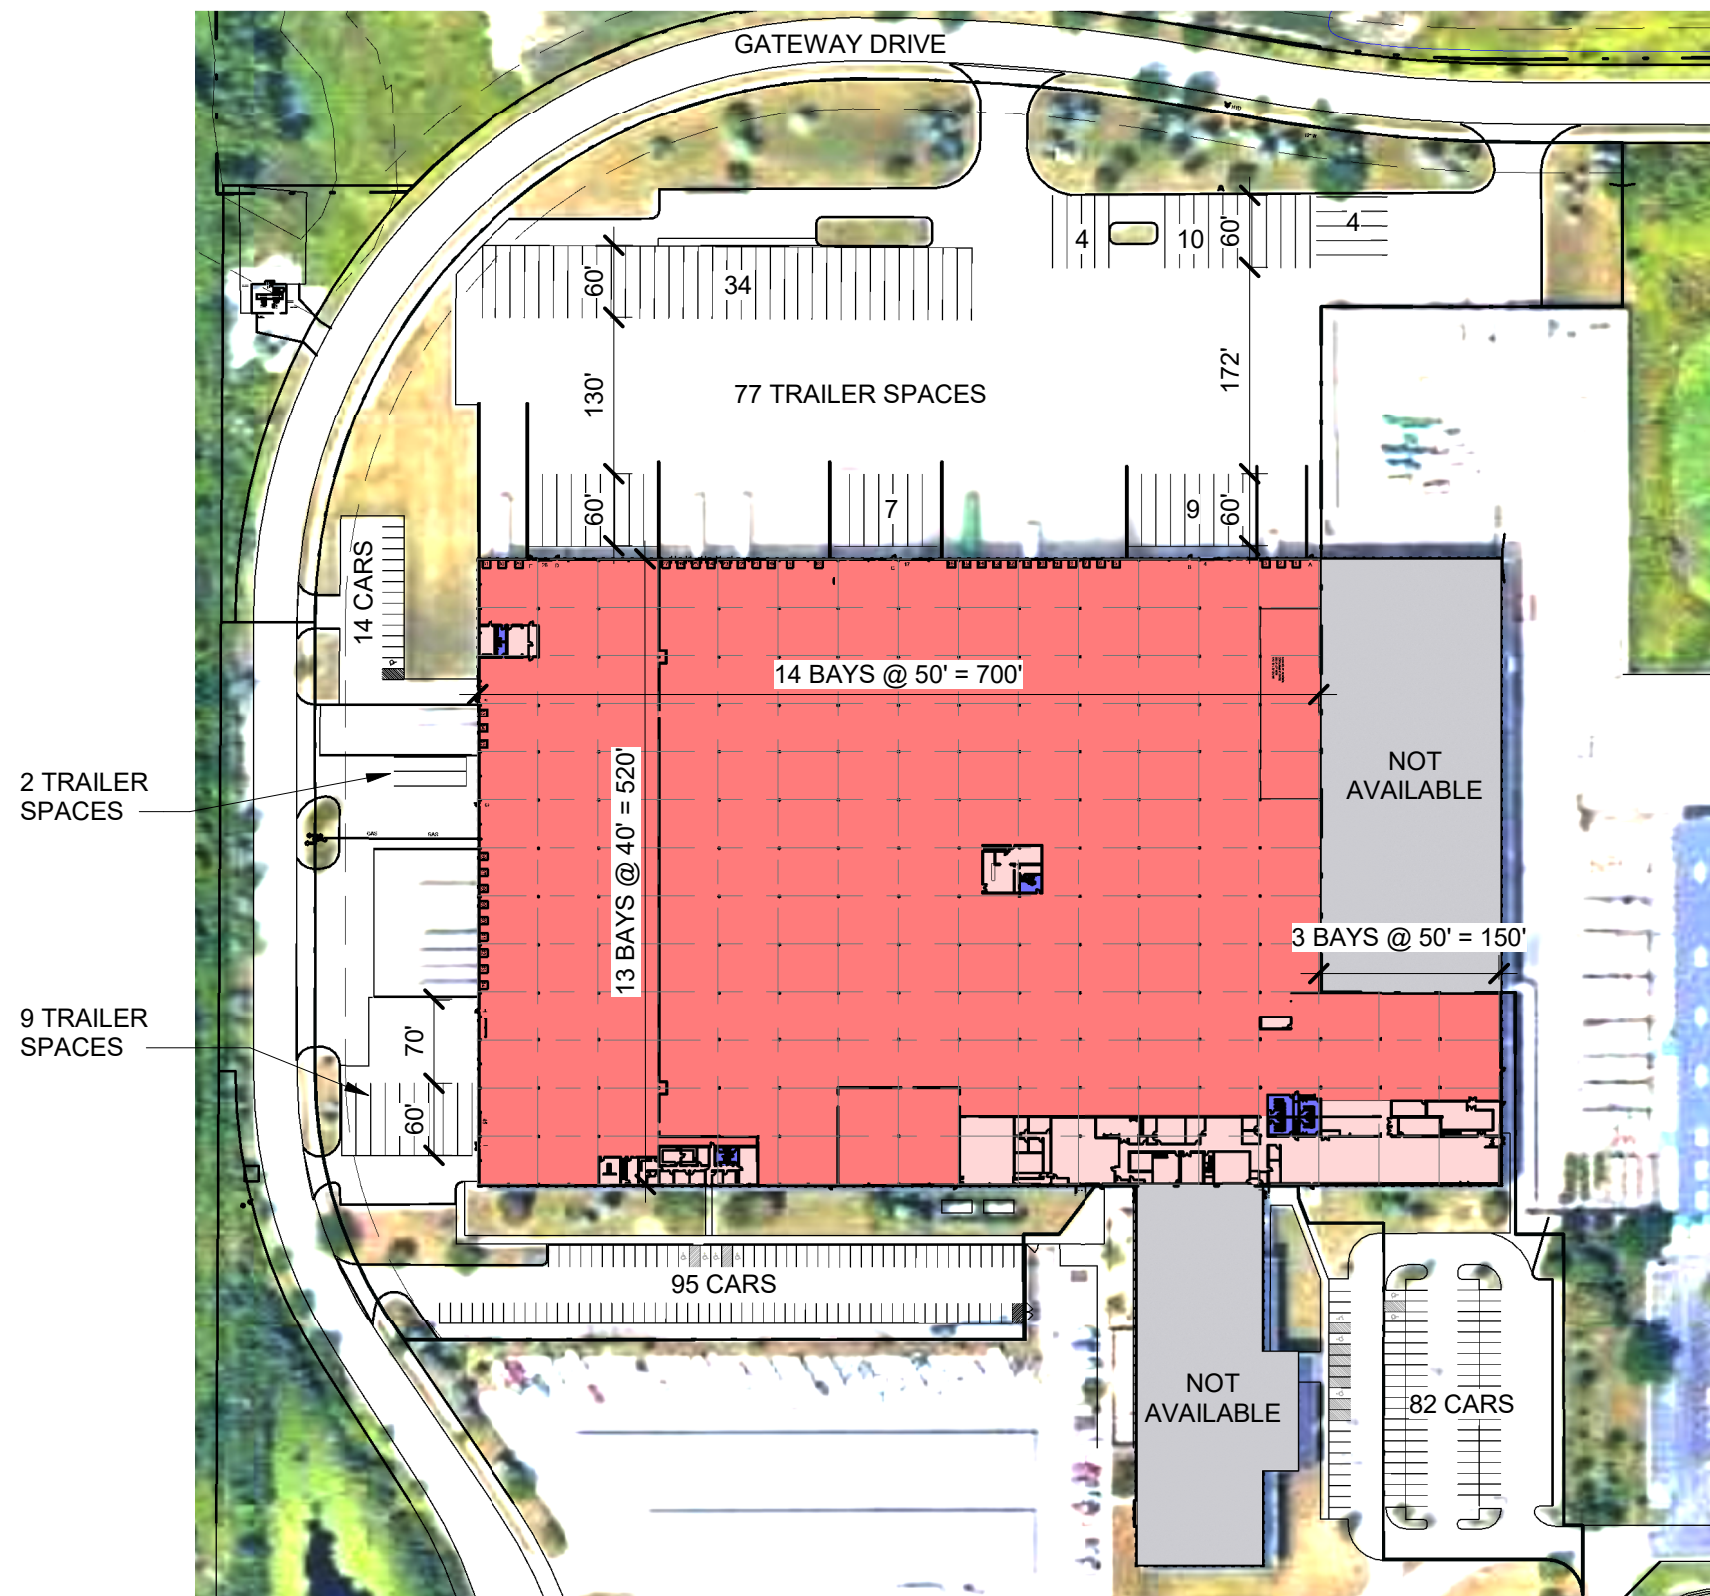 GATEWAY DRIVE
4
10
60'
4
60'
34
130'
77 TRAILER SPACES
172'
60'
7
9
60'
14 CARS
14 BAYS @ 50' = 700'
13 BAYS @ 40' = 520'
NOT
AVAILABLE
2 TRAILER
SPACES
GAS
GAS
3 BAYS @ 50' = 150'
9 TRAILER
SPACES
70'
60'
95 CARS
NOT
AVAILABLE
82 CARS